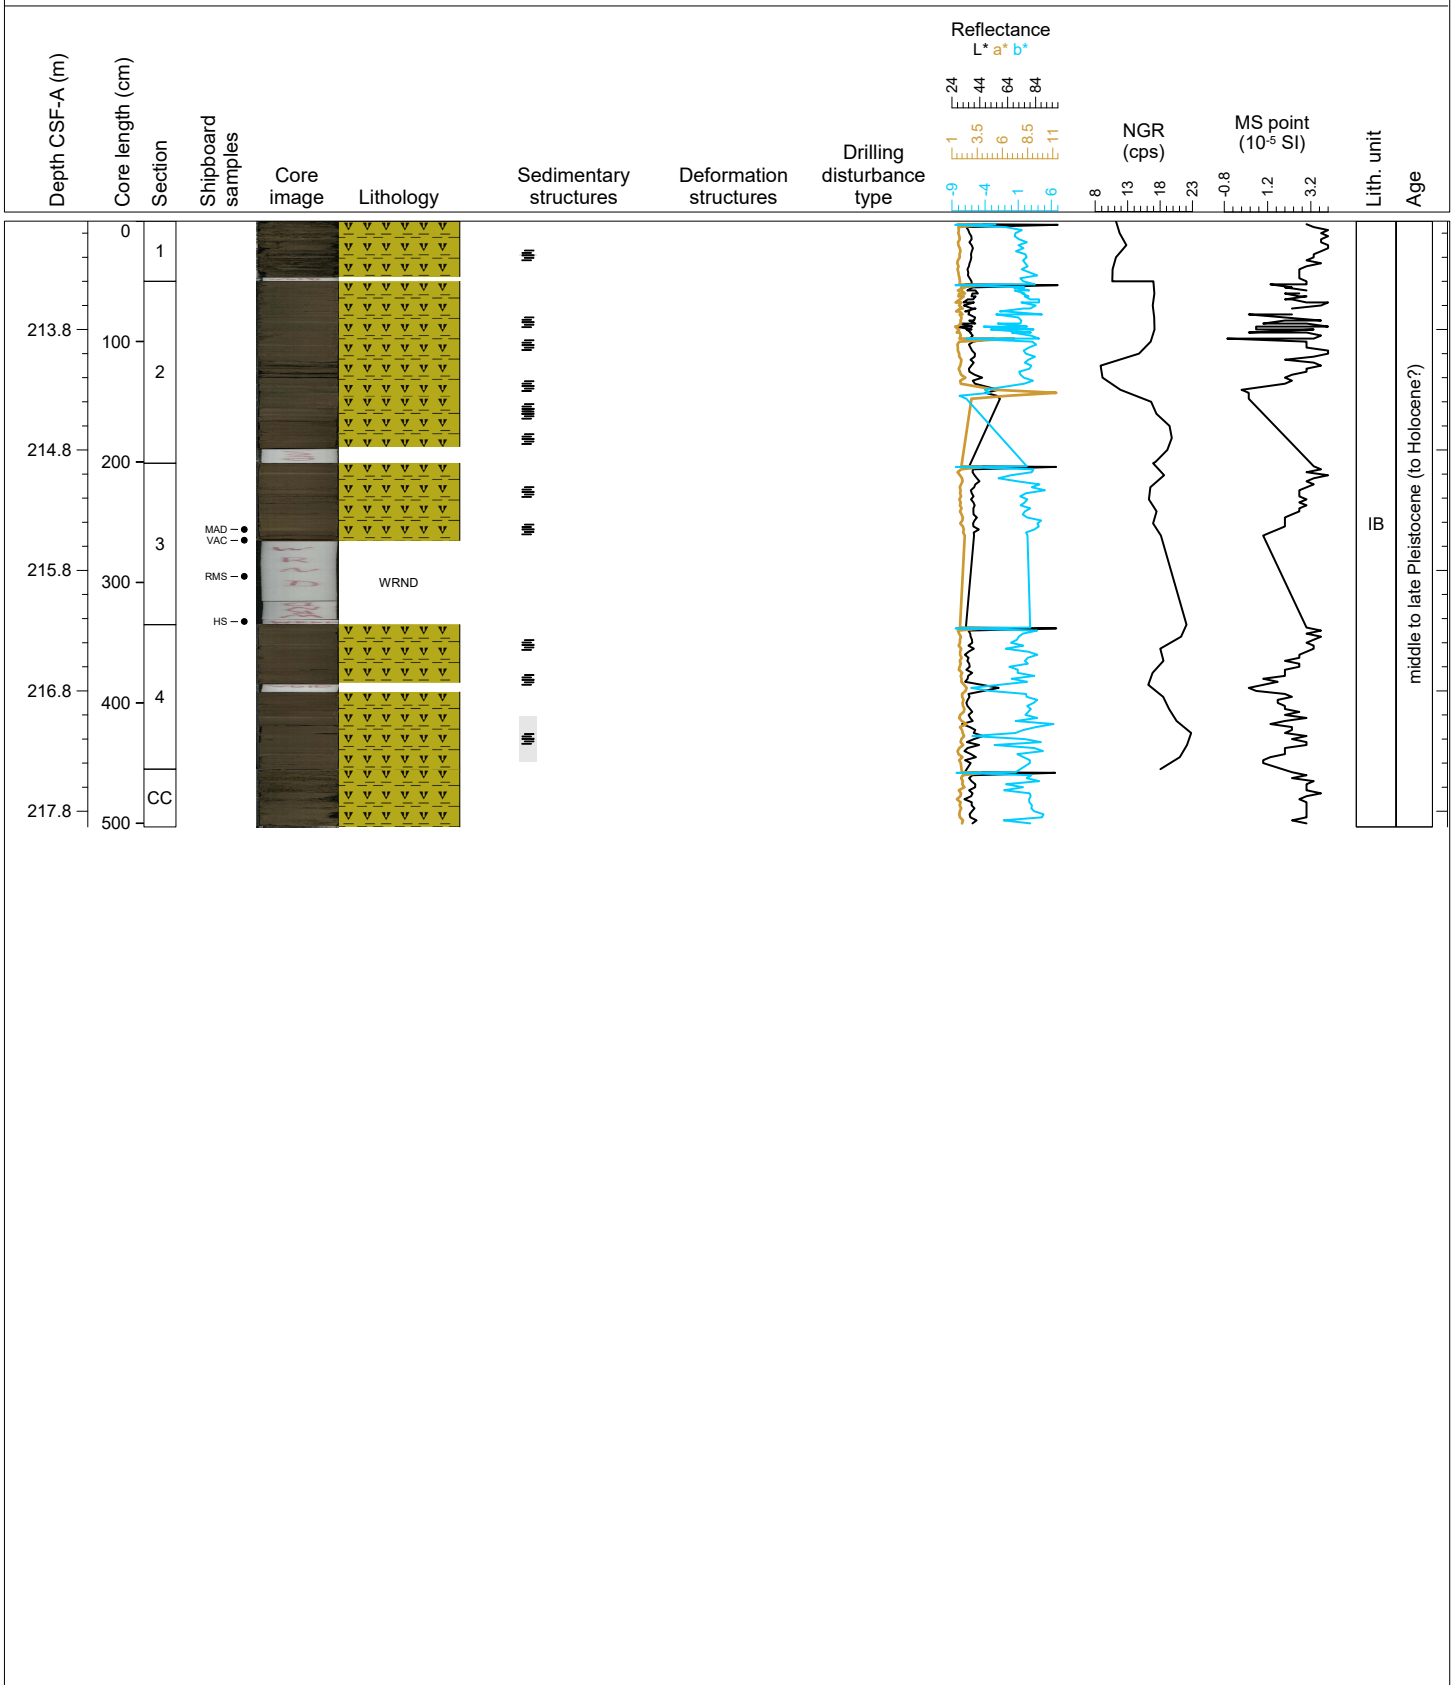 Depth CSF-A (m)
Core length (cm)
Section
Shipboard
samples
Core
image
Lithology
Sedimentary
structures
Deformation
structures
Drilling
disturbance
type
Reflectance
L* a* b*
24 44 64 84
1 3.5 6 8.5 11
-9 -4 1 6
NGR
(cps)
8 13 18 23
MS point
(10-5 SI)
-0.8 1.2 3.2
Lith. unit
Age
0
1
213.8
100
2
214.8
200
MAD
VAC
3
IB
215.8
300
RMS
WRND
HS
middle to late Pleistocene (to Holocene?)
216.8
400
4
CC
217.8
500